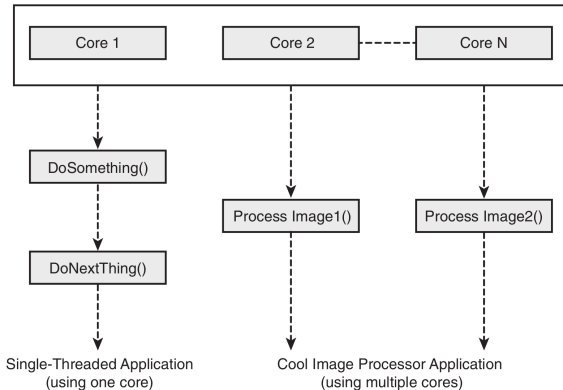 Core 1
Core 2
Core N
DoSomething()
Process Image1()
Process Image2()
DoNextThing()
Single-Threaded Application
(using one core)
Cool Image Processor Application
(using multiple cores)